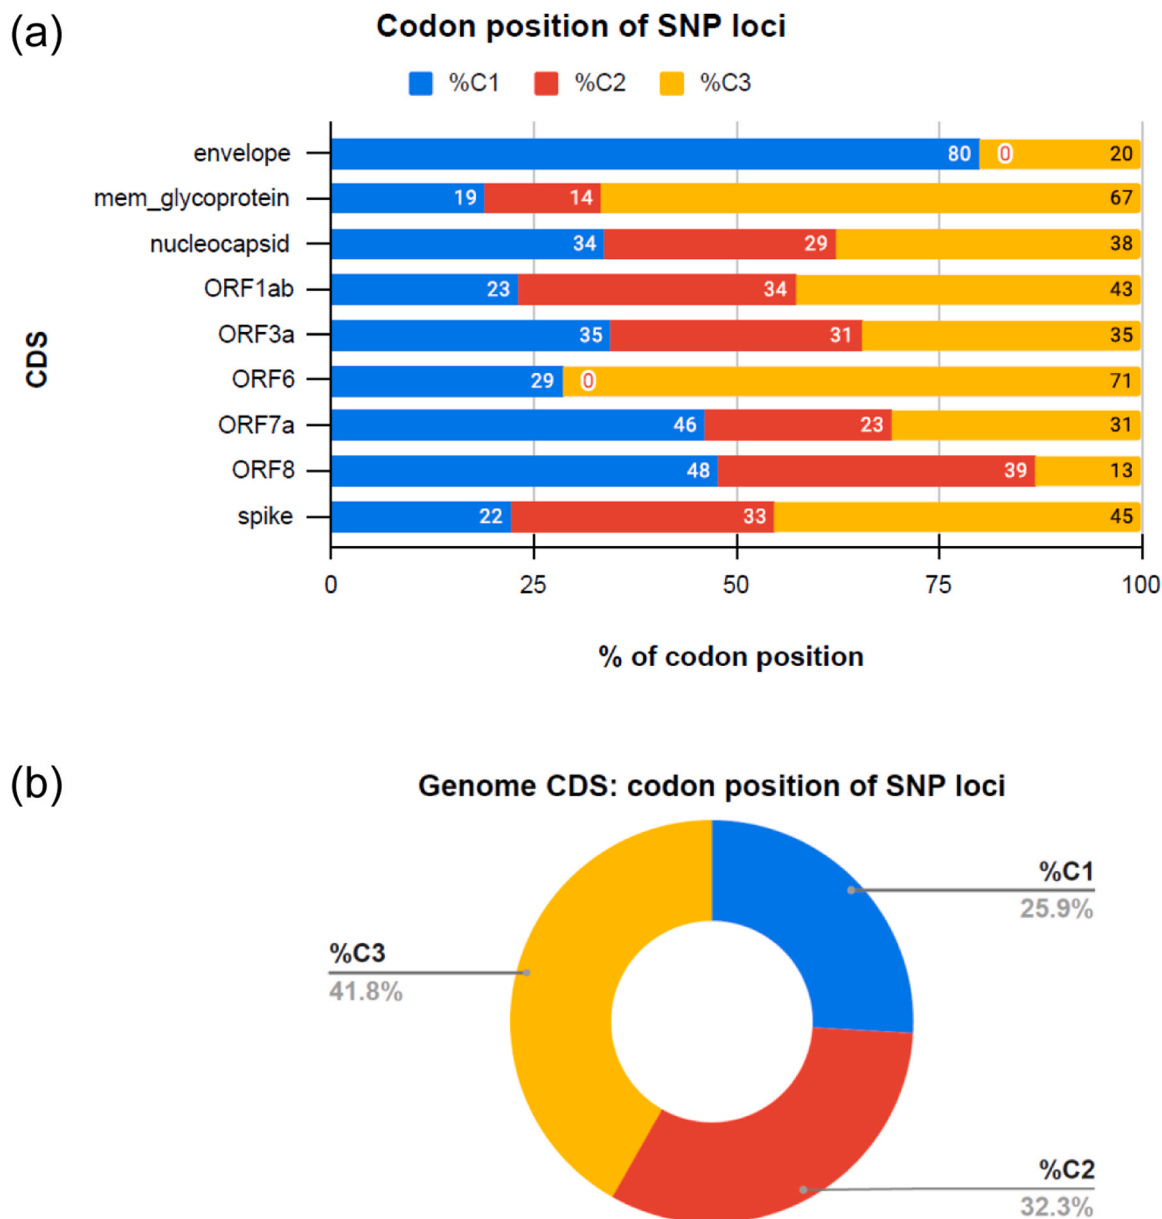 (a)
Codon position of SNP loci
%C1 %C2 %C3
envelope 80 0 20
mem_glycoprotein 19 14 67
nucleocapsid 34 29 38
ORF1ab 23 34 43
ORF3a 35 31 35
ORF6 29 0 71
ORF7a 46 23 31
ORF8 48 39 13
spike 22 33 45
CDS
0 25 50 75 100
% of codon position
(b)
Genome CDS: codon position of SNP loci
%C1
25.9%
%C3
41.8%
%C2
32.3%